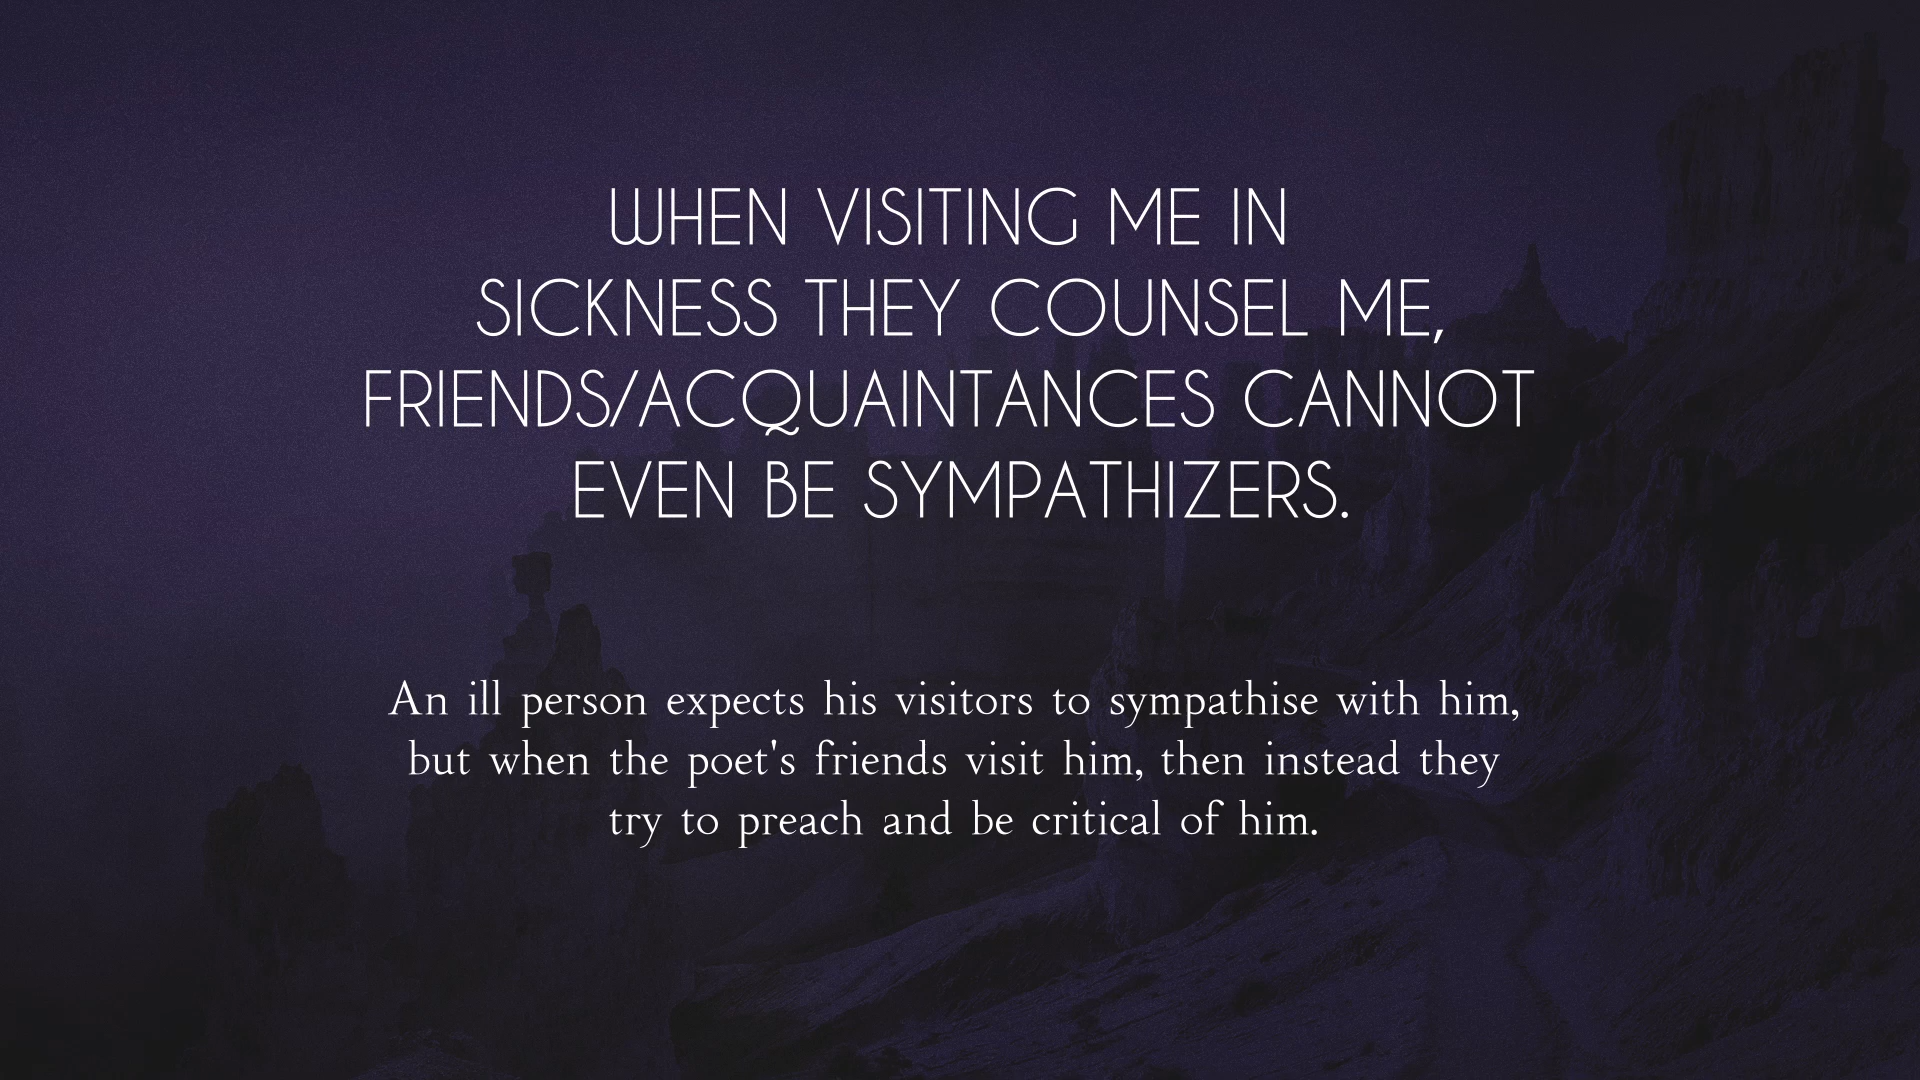 WHEN VISITING ME IN
SICKNESS THEY COUNSEL ME,
FRIENDS/ACQUAINTANCES CANNOT
EVEN BE SYMPATHIZERS.
An ill person expects his visitors to sympathise with him,
but when the poet's friends visit him, then instead they
try to preach and be critical of him.